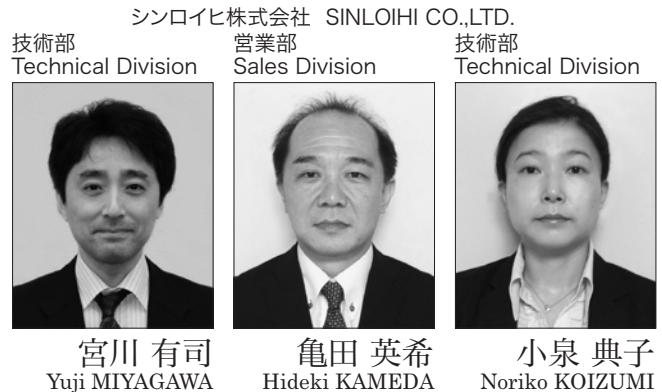 シンロイヒ株式会社 SINLOIHI CO.,LTD.
技術部
Technical Division
営業部
Sales Division
技術部
Technical Division
宮川 有司
Yuji MIYAGAWA
亀田 英希
Hideki KAMEDA
小泉 典子
Noriko KOIZUMI